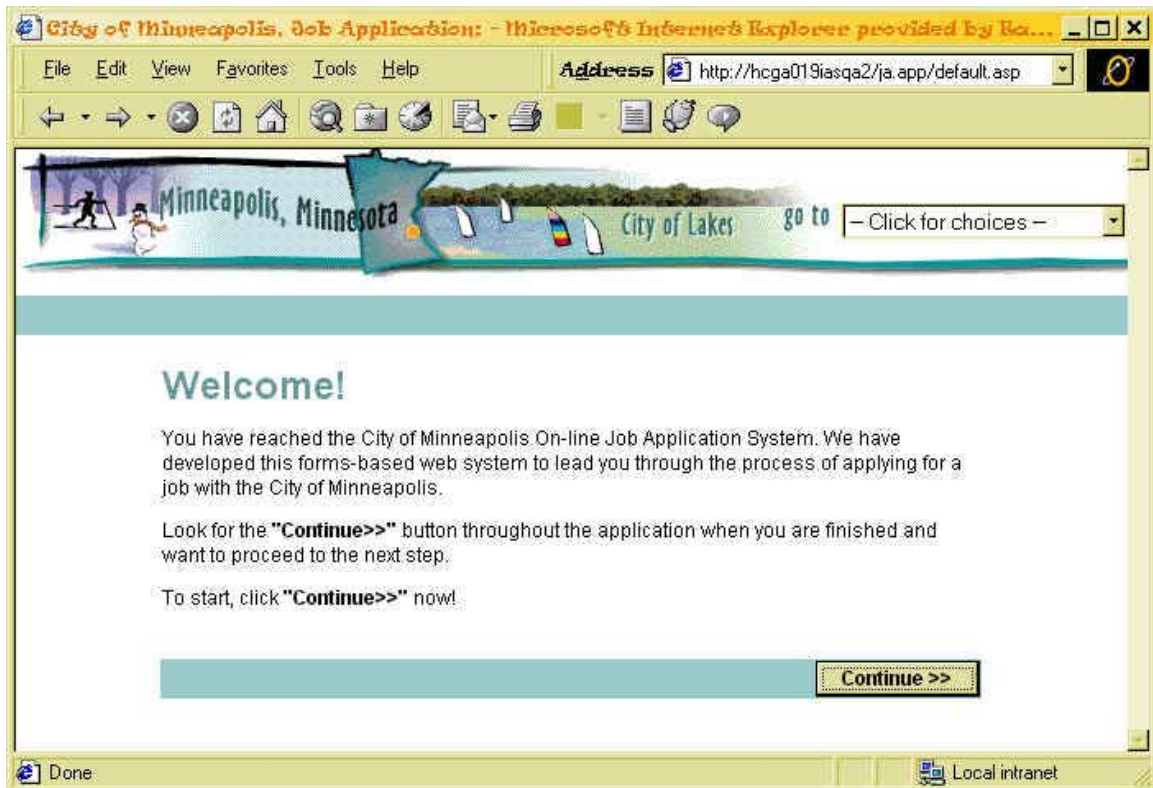 City of Minneapolis, Job Application: - Microsoft Internet Explorer provided by Ra...
File Edit View Favorites Tools Help Address http://hcga019iasqa2/ja.app/default.asp
Minneapolis, Minnesota City of Lakes go to – Click for choices –
Welcome!
You have reached the City of Minneapolis On-line Job Application System. We have
developed this forms-based web system to lead you through the process of applying for a
job with the City of Minneapolis.
Look for the "Continue>>" button throughout the application when you are finished and
want to proceed to the next step.
To start, click "Continue>>" now!
Continue >>
Done Local intranet